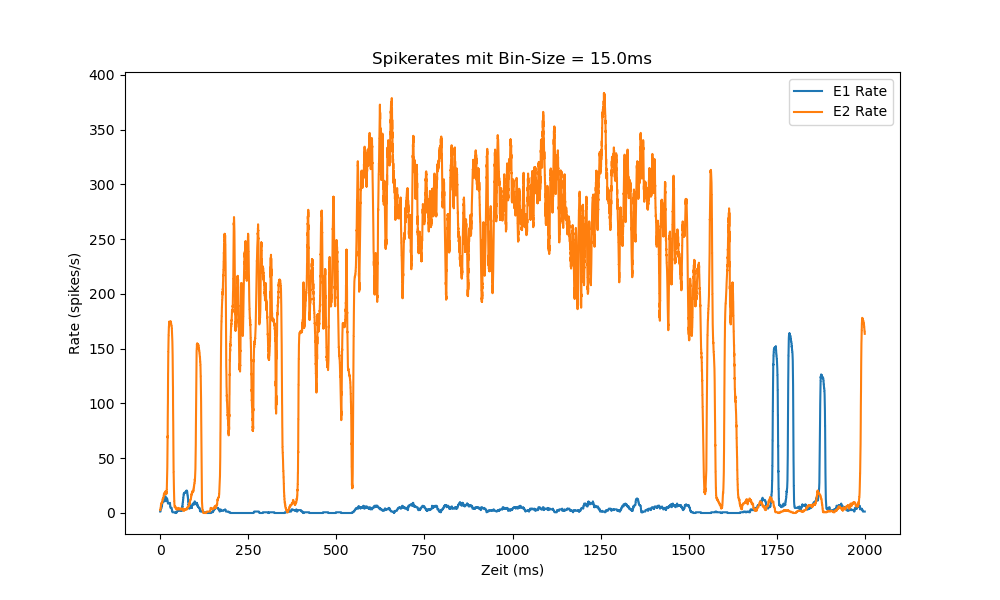 Spikerates mit Bin-Size = 15.0ms
E1 Rate
E2 Rate
400
350
300
250
200
150
100
50
0
Rate (spikes/s)
0 250 500 750 1000 1250 1500 1750 2000
Zeit (ms)